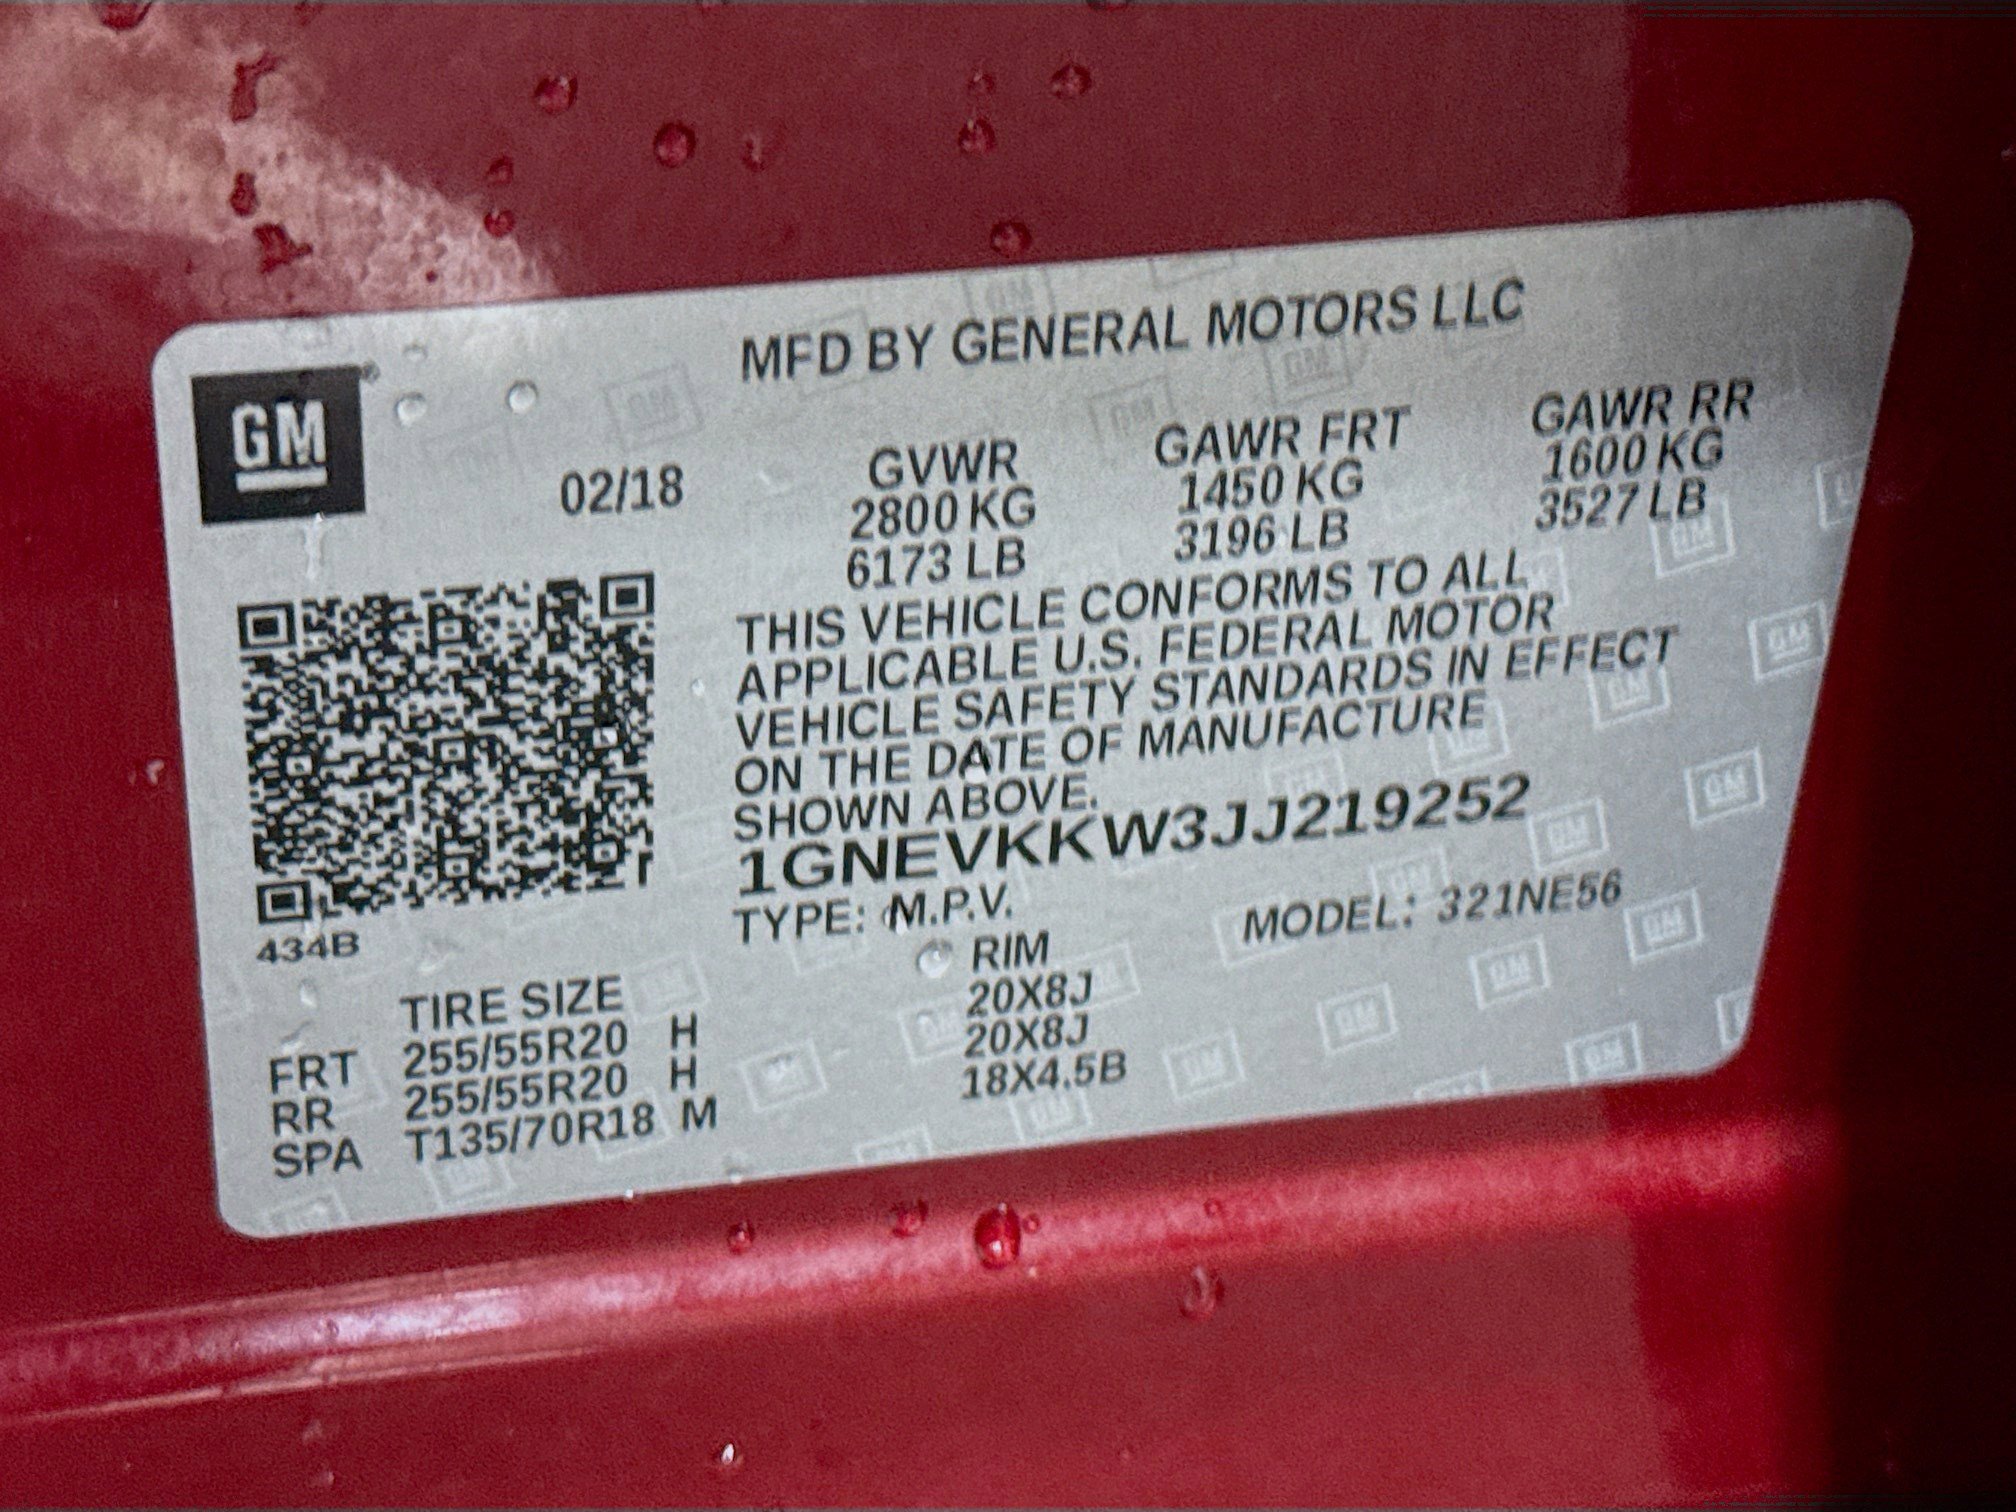 MFD BY GENERAL MOTORS LLC
GM
02/18
GVWR GAWR FRT GAWR RR
2800 KG 1450 KG 1600 KG
6173 LB 3196 LB 3527 LB
THIS VEHICLE CONFORMS TO ALL
APPLICABLE U.S. FEDERAL MOTOR
VEHICLE SAFETY STANDARDS IN EFFECT
ON THE DATE OF MANUFACTURE
SHOWN ABOVE.
1GNEVKKW3JJ219252
TYPE: M.P.V. MODEL: 321NE56
434B
TIRE SIZE RIM
FRT 255/55R20 H 20X8J
RR 255/55R20 H 20X8J
SPA T135/70R18 M 18X4.5B